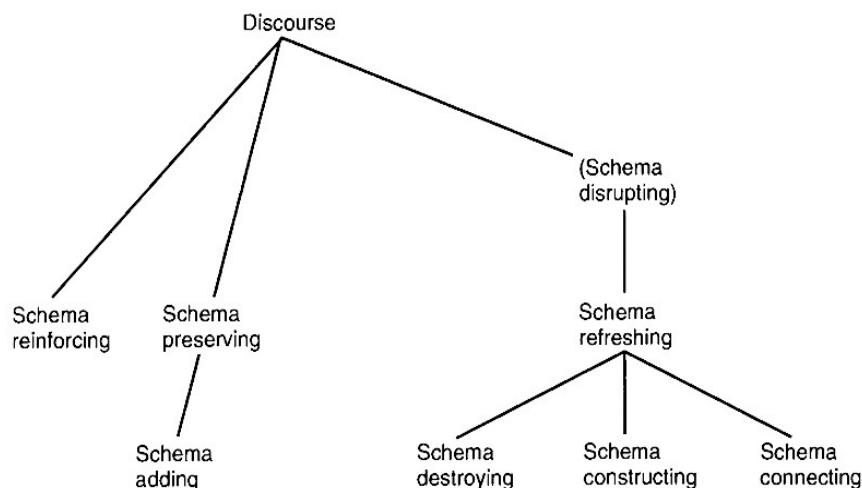 Discourse
(Schema
disrupting)
Schema
reinforcing
Schema
preserving
Schema
refreshing
Schema
adding
Schema
destroying
Schema
constructing
Schema
connecting